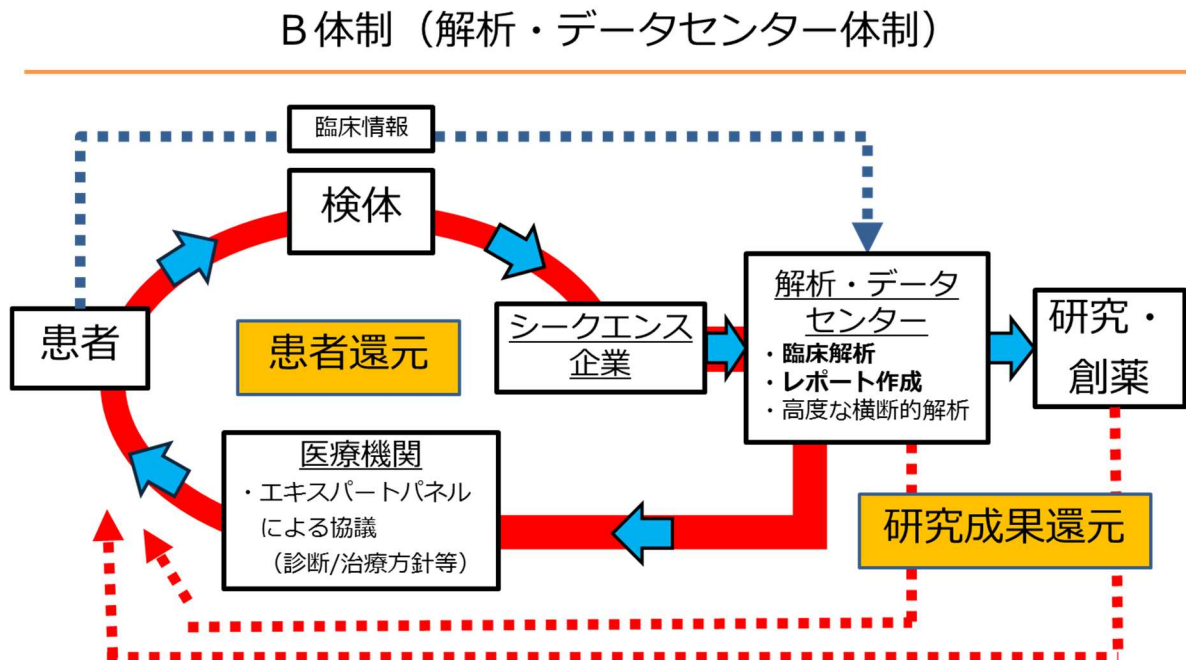 B体制（解析・データセンター体制）
臨床情報
検体
患者
患者還元
シークエンス
企業
解析・データ
センター
・臨床解析
・レポート作成
・高度な横断的解析
研究・
創薬
医療機関
・エキスパートパネル
による協議
（診断/治療方針等）
研究成果還元